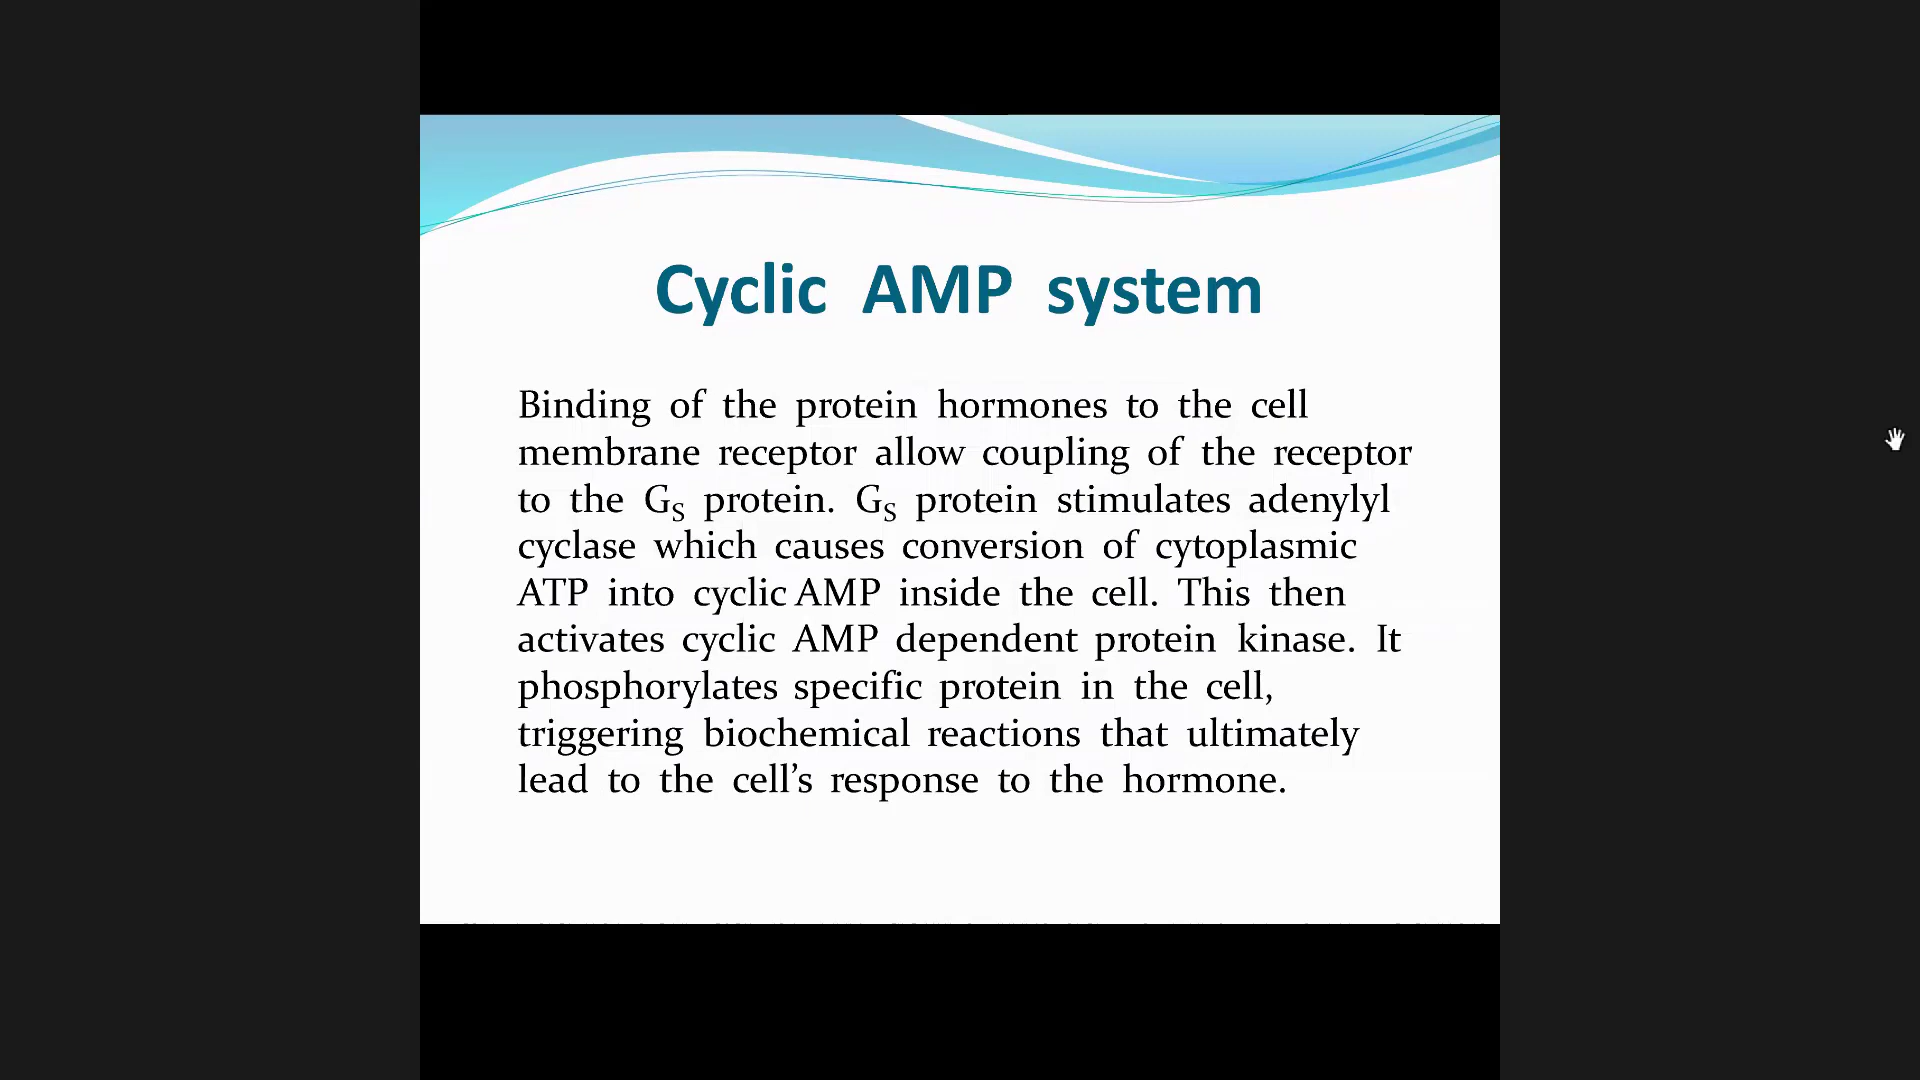 Cyclic AMP system
Binding of the protein hormones to the cell
membrane receptor allow coupling of the receptor
to the GS protein. GS protein stimulates adenylyl
cyclase which causes conversion of cytoplasmic
ATP into cyclic AMP inside the cell. This then
activates cyclic AMP dependent protein kinase. It
phosphorylates specific protein in the cell,
triggering biochemical reactions that ultimately
lead to the cell’s response to the hormone.